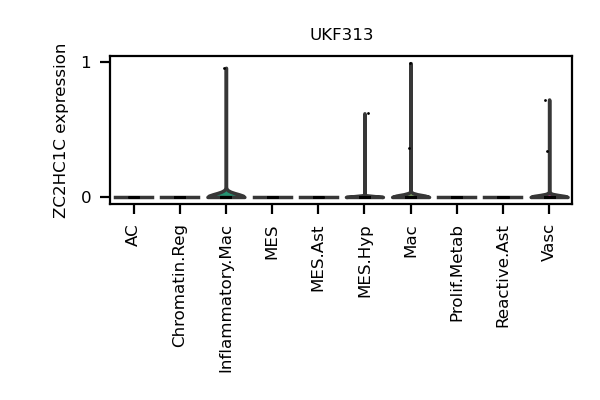 UKF313
ZC2HC1C expression
1
0
AC
Chromatin.Reg
Inflammatory.Mac
MES
MES.Ast
MES.Hyp
Mac
Prolif.Metab
Reactive.Ast
Vasc